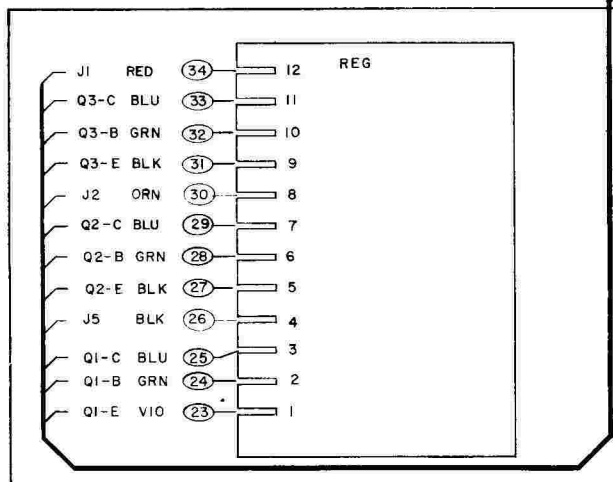 REG
J1 RED 34 12
Q3-C BLU 33 11
Q3-B GRN 32 10
Q3-E BLK 31 9
J2 ORN 30 8
Q2-C BLU 29 7
Q2-B GRN 28 6
Q2-E BLK 27 5
J5 BLK 26 4
Q1-C BLU 25 3
Q1-B GRN 24 2
Q1-E VIO 23 1